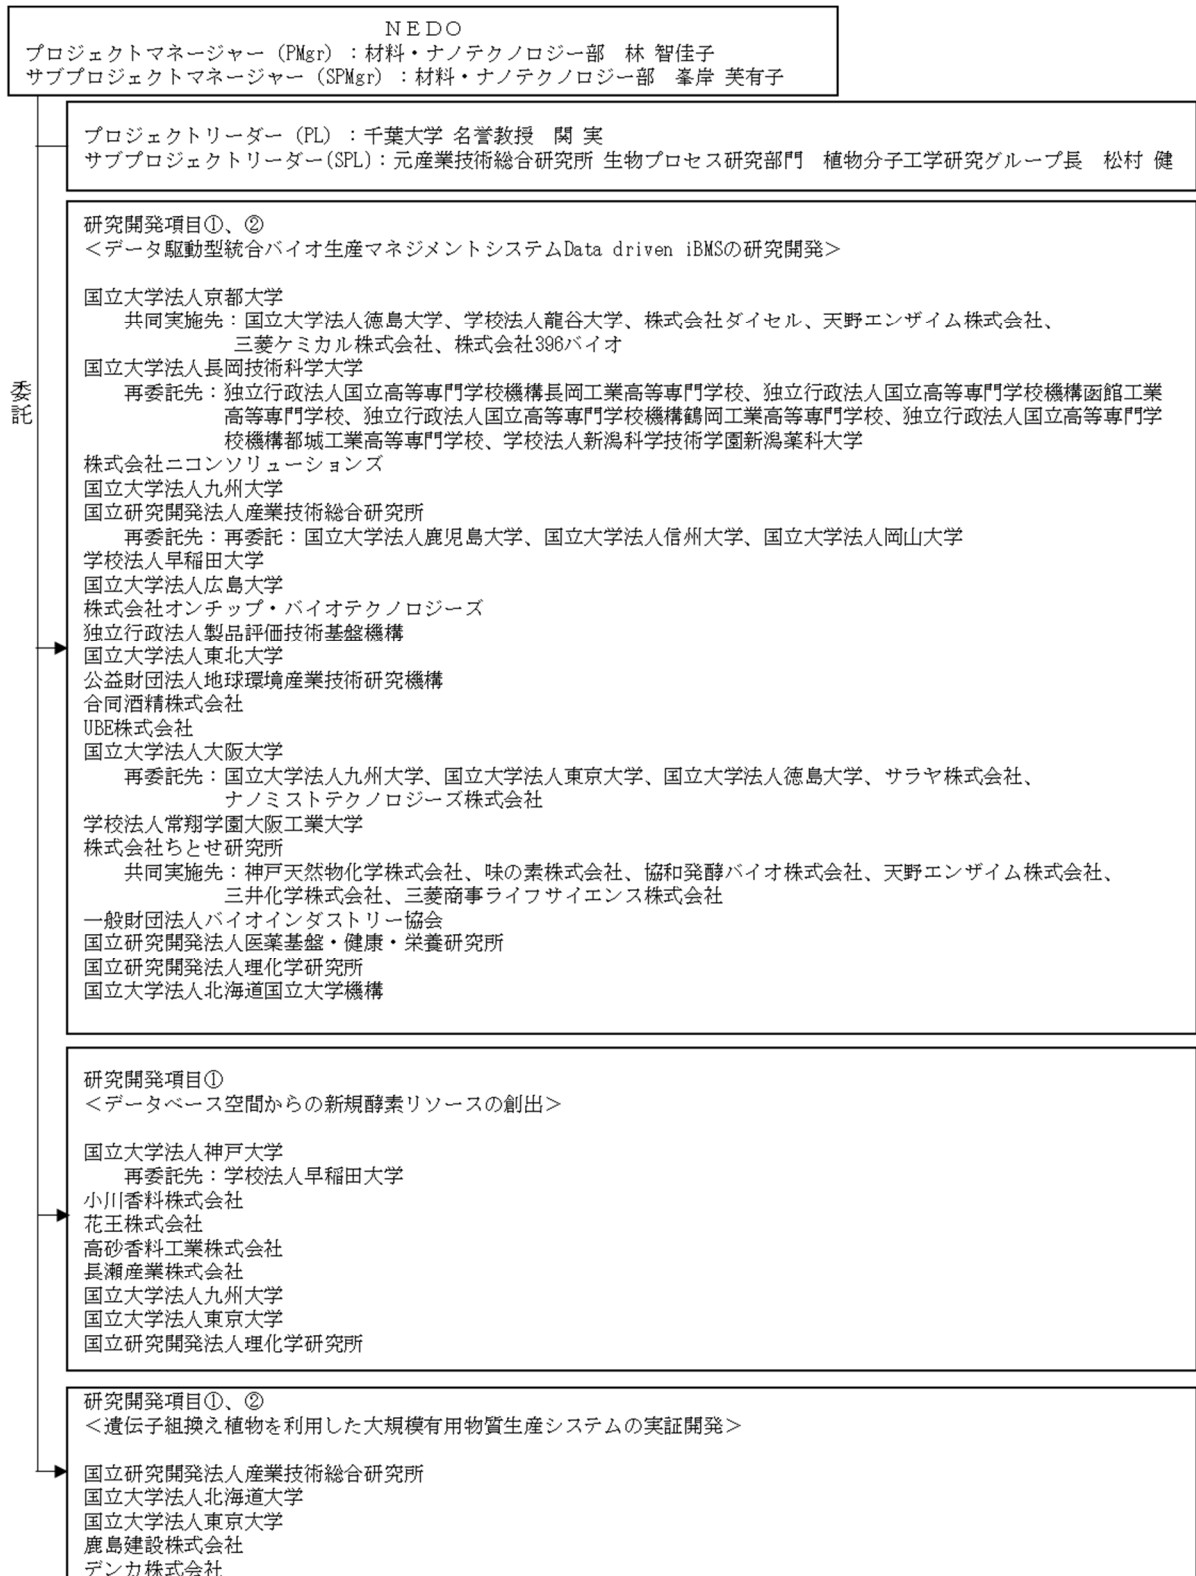 ＮＥＤＯ
プロジェクトマネージャー (PMgr) ：材料・ナノテクノロジー部　林 智佳子
サブプロジェクトマネージャー (SPMgr) ：材料・ナノテクノロジー部　峯岸 芙有子
プロジェクトリーダー (PL) ：千葉大学 名誉教授　関 実
サブプロジェクトリーダー(SPL)：元産業技術総合研究所 生物プロセス研究部門　植物分子工学研究グループ長　松村 健
委託
研究開発項目①、②
＜データ駆動型統合バイオ生産マネジメントシステムData driven iBMSの研究開発＞
国立大学法人京都大学
共同実施先：国立大学法人徳島大学、学校法人龍谷大学、株式会社ダイセル、天野エンザイム株式会社、
三菱ケミカル株式会社、株式会社396バイオ
国立大学法人長岡技術科学大学
再委託先：独立行政法人国立高等専門学校機構長岡工業高等専門学校、独立行政法人国立高等専門学校機構函館工業
高等専門学校、独立行政法人国立高等専門学校機構鶴岡工業高等専門学校、独立行政法人国立高等専門学
校機構都城工業高等専門学校、学校法人新潟科学技術学園新潟薬科大学
株式会社ニコンソリューションズ
国立大学法人九州大学
国立研究開発法人産業技術総合研究所
再委託先：再委託：国立大学法人鹿児島大学、国立大学法人信州大学、国立大学法人岡山大学
学校法人早稲田大学
国立大学法人広島大学
株式会社オンチップ・バイオテクノロジーズ
独立行政法人製品評価技術基盤機構
国立大学法人東北大学
公益財団法人地球環境産業技術研究機構
合同酒精株式会社
UBE株式会社
国立大学法人大阪大学
再委託先：国立大学法人九州大学、国立大学法人東京大学、国立大学法人徳島大学、サラヤ株式会社、
ナノミストテクノロジーズ株式会社
学校法人常翔学園大阪工業大学
株式会社ちとせ研究所
共同実施先：神戸天然物化学株式会社、味の素株式会社、協和発酵バイオ株式会社、天野エンザイム株式会社、
三井化学株式会社、三菱商事ライフサイエンス株式会社
一般財団法人バイオインダストリー協会
国立研究開発法人医薬基盤・健康・栄養研究所
国立研究開発法人理化学研究所
国立大学法人北海道国立大学機構
研究開発項目①
＜データベース空間からの新規酵素リソースの創出＞
国立大学法人神戸大学
再委託先：学校法人早稲田大学
小川香料株式会社
花王株式会社
高砂香料工業株式会社
長瀬産業株式会社
国立大学法人九州大学
国立大学法人東京大学
国立研究開発法人理化学研究所
研究開発項目①、②
＜遺伝子組換え植物を利用した大規模有用物質生産システムの実証開発＞
国立研究開発法人産業技術総合研究所
国立大学法人北海道大学
国立大学法人東京大学
鹿島建設株式会社
デンカ株式会社